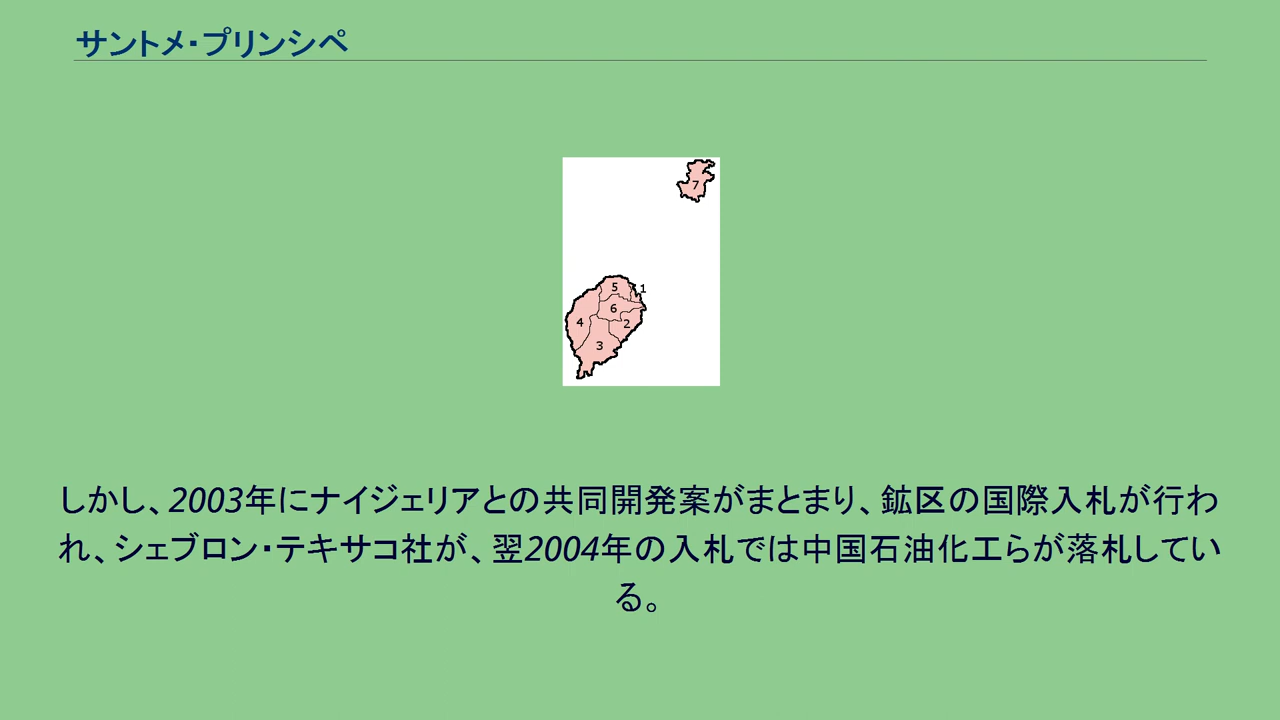 サントメ・プリンシペ
7
5
1
6
4
2
3
しかし、2003年にナイジェリアとの共同開発案がまとまり、鉱区の国際入札が行わ
れ、シェブロン・テキサコ社が、翌2004年の入札では中国石油化工らが落札してい
る。